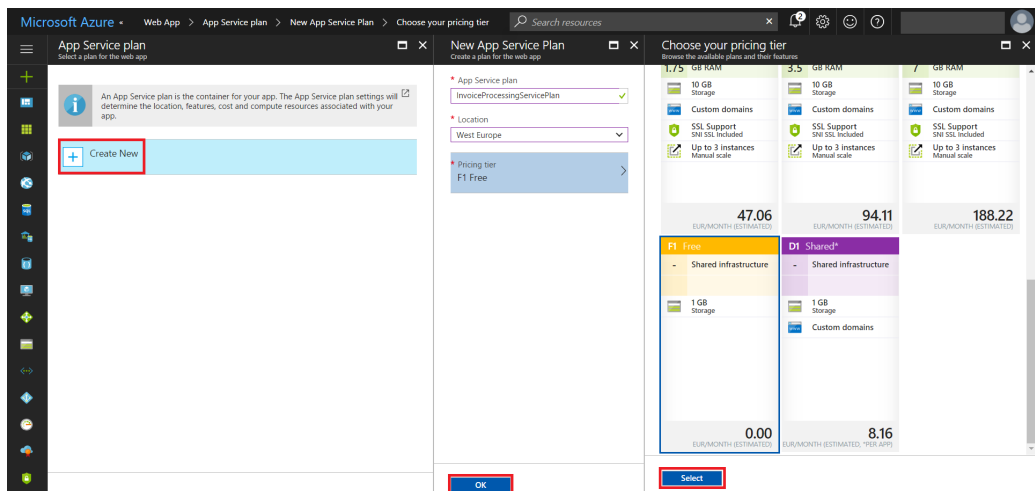 Microsoft Azure
Web App > App Service plan > New App Service Plan > Choose your pricing tier
Search resources
2
App Service plan
Select a plan for the web app
An App Service plan is the container for your app. The App Service plan settings will
determine the location, features, cost and compute resources associated with your
app.
Create New
New App Service Plan
Create a plan for the web app
* App Service plan
InvoiceProcessingServicePlan
* Location
West Europe
* Pricing tier
F1 Free
OK
Choose your pricing tier
Browse the available plans and their features
1.75 GB RAM
10 GB
Storage
Custom domains
SSL Support
SNI SSL Included
Up to 3 instances
Manual scale
47.06
EUR/MONTH (ESTIMATED)
3.5 GB RAM
10 GB
Storage
Custom domains
SSL Support
SNI SSL Included
Up to 3 instances
Manual scale
94.11
EUR/MONTH (ESTIMATED)
7 GB RAM
10 GB
Storage
Custom domains
SSL Support
SNI SSL Included
Up to 3 instances
Manual scale
188.22
EUR/MONTH (ESTIMATED)
F1 Free
- Shared infrastructure
1 GB
Storage
0.00
EUR/MONTH (ESTIMATED)
D1 Shared*
- Shared infrastructure
1 GB
Storage
Custom domains
8.16
EUR/MONTH (ESTIMATED, *PER APP)
Select